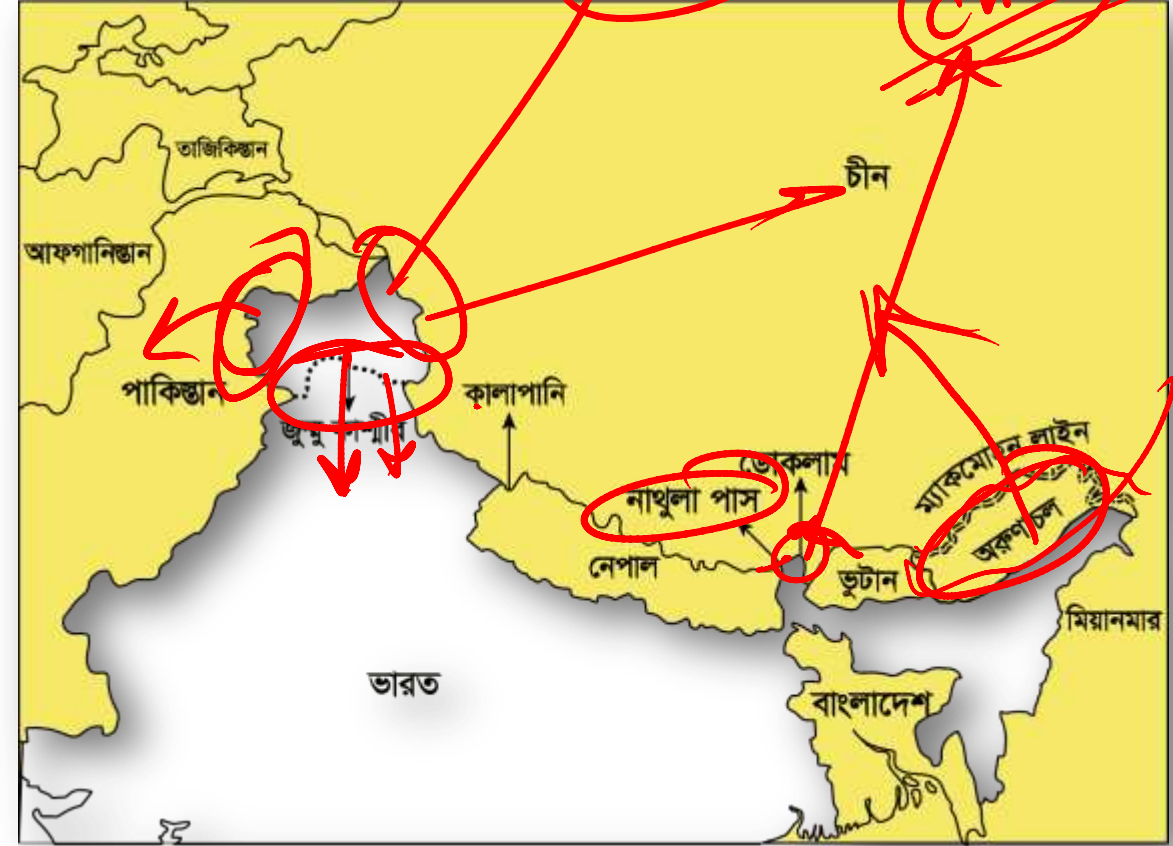 তাজিকিস্তান
চীন
আফগানিস্তান
পাকিস্তান
কালাপানি
জম্মু কাশ্মীর
ডোকলাম
ম্যাকমোহন লাইন
নাথুলা পাস
অরুণাচল
নেপাল
ভুটান
মিয়ানমার
ভারত
বাংলাদেশ